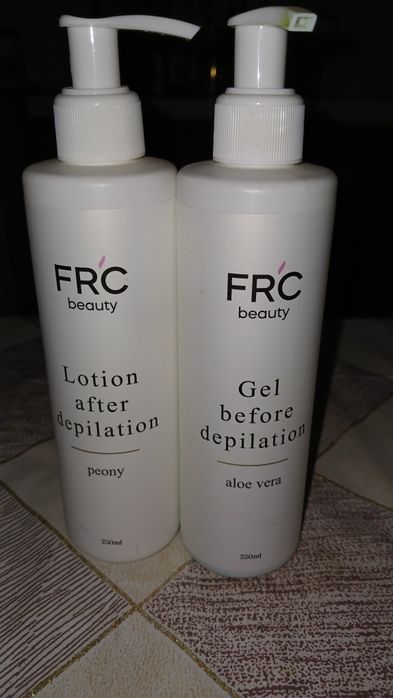 FRC
beauty
Lotion
after
depilation
peony
250ml
FRC
beauty
Gel
before
depilation
aloe vera
250ml